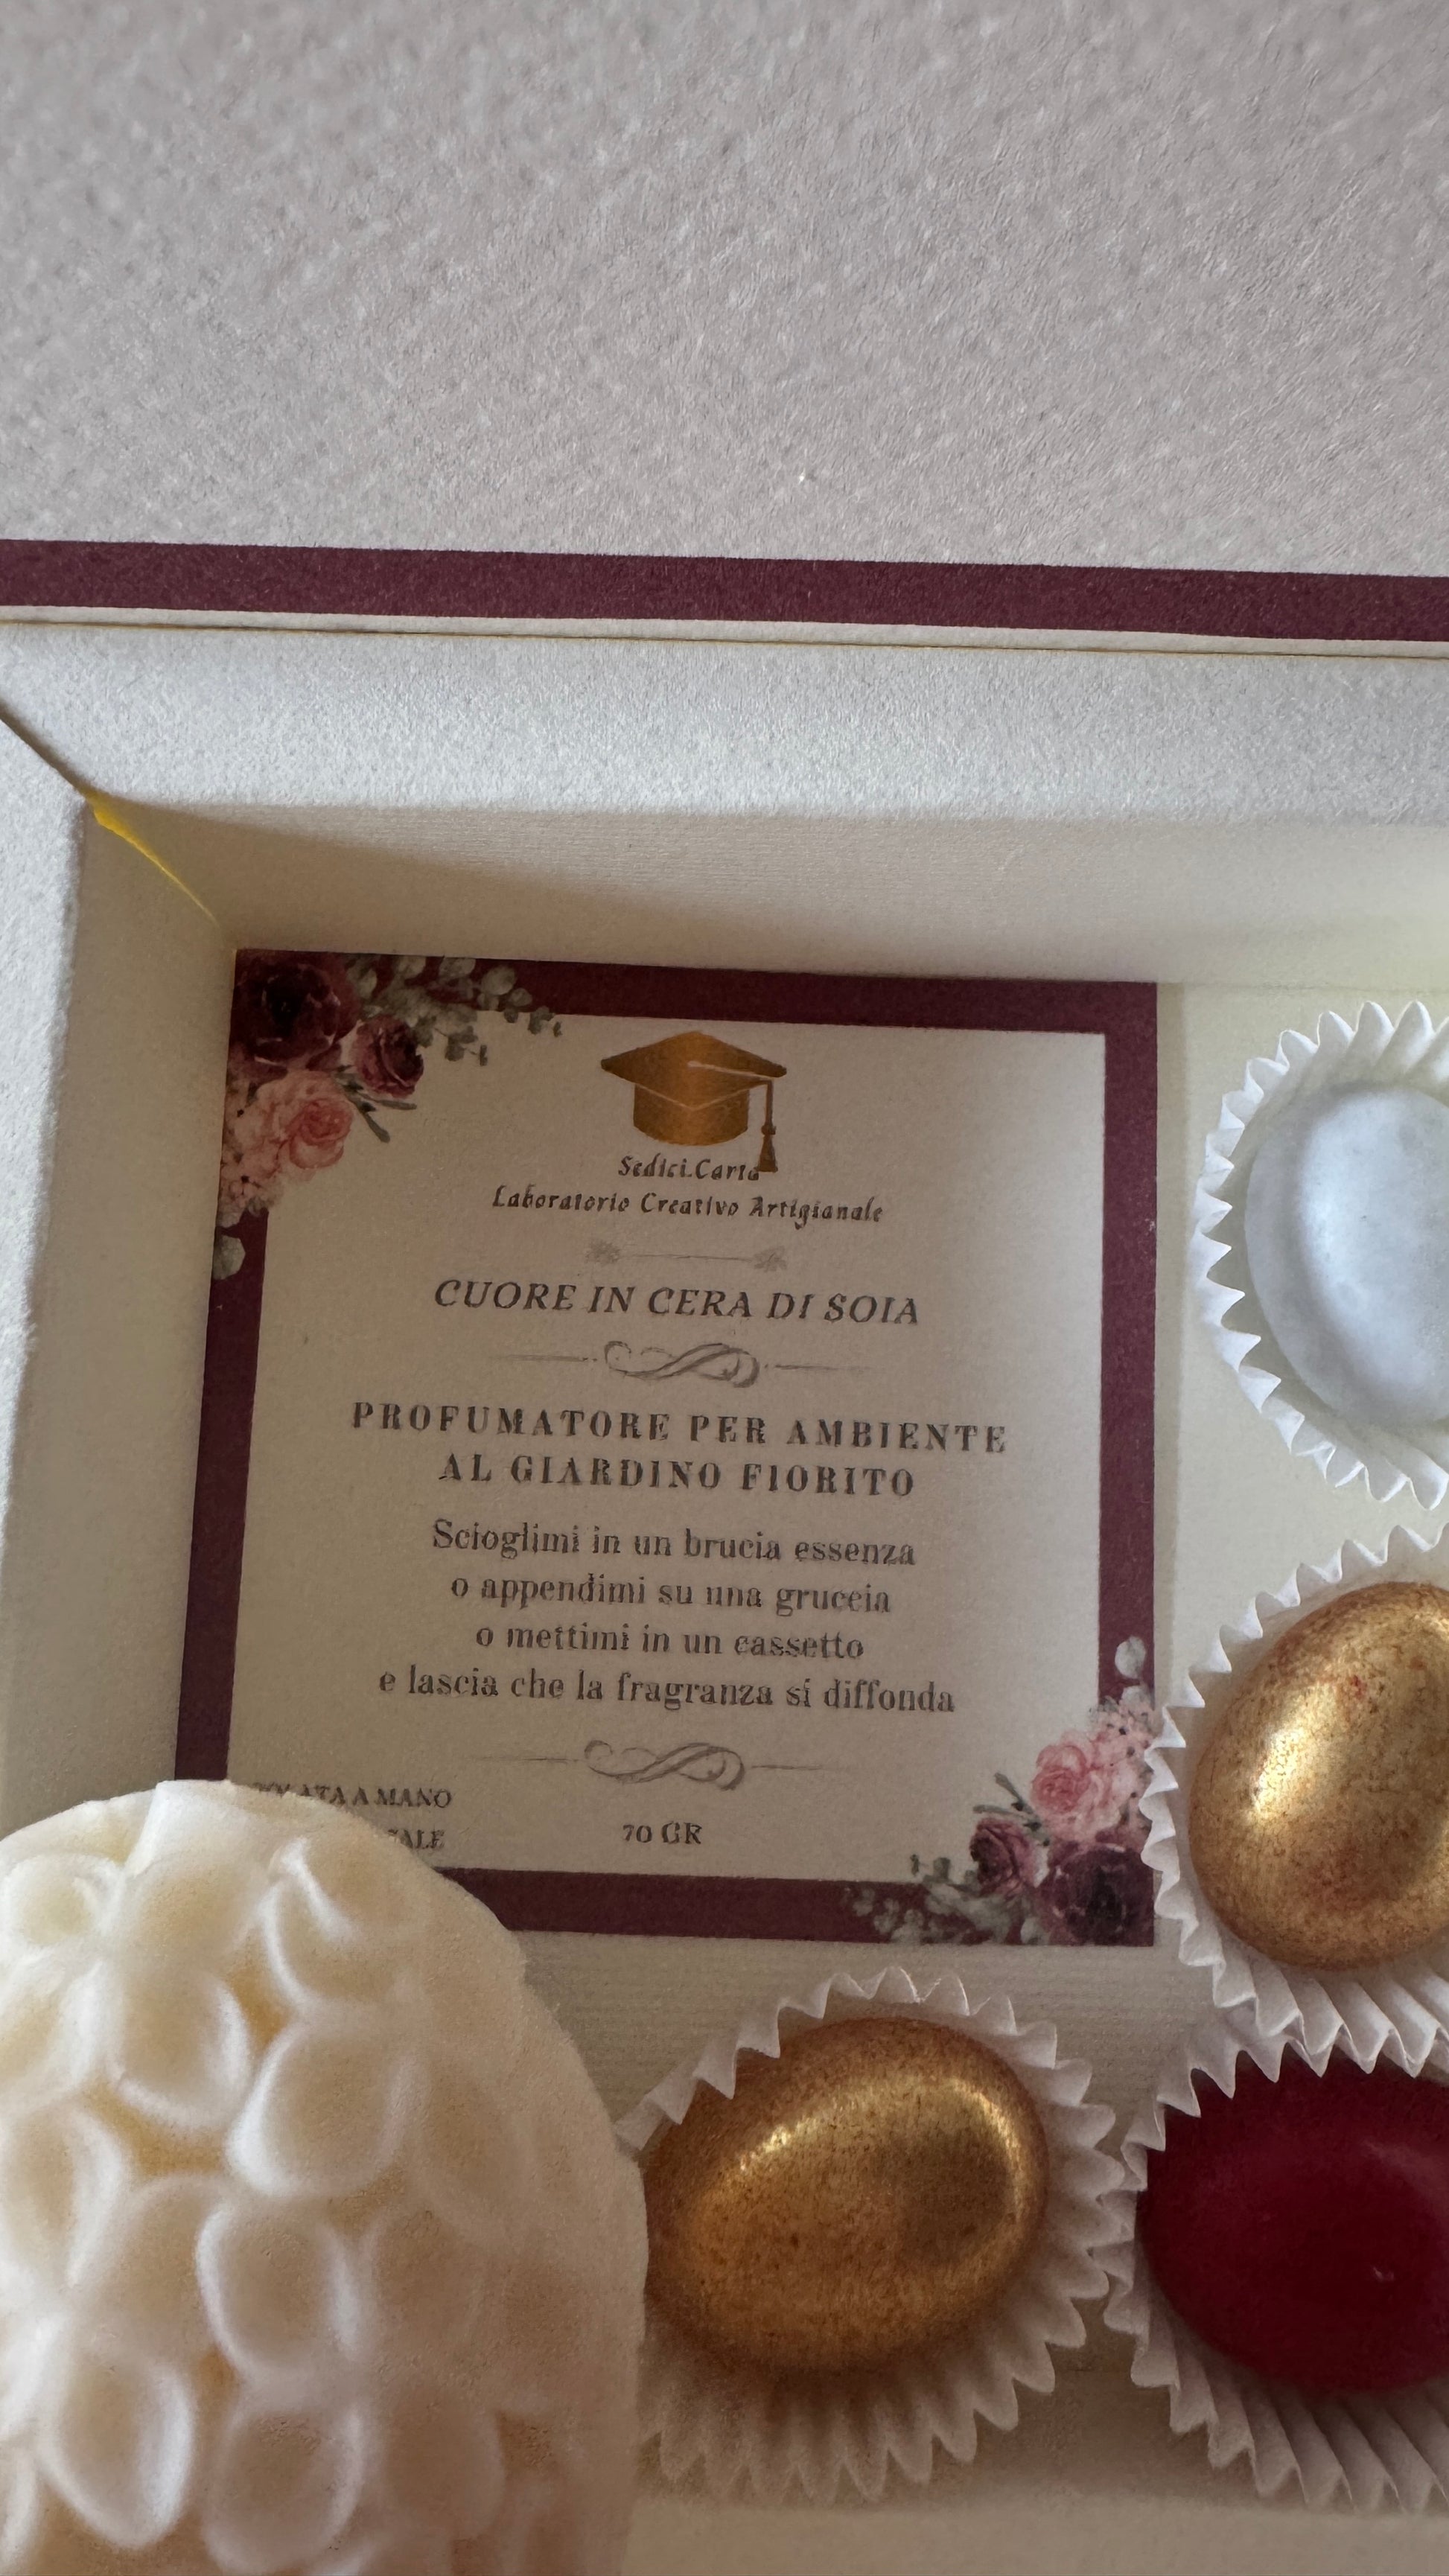 Sedici.Carta
Laboratorio Creativo Artigianale
CUORE IN CERA DI SOIA
PROFUMATORE PER AMBIENTE
AL GIARDINO FIORITO
Scioglimi in un brucia essenza
o appendimi su una gruccia
o mettimi in un cassetto
e lascia che la fragranza si diffonda
A MANO
70 GR